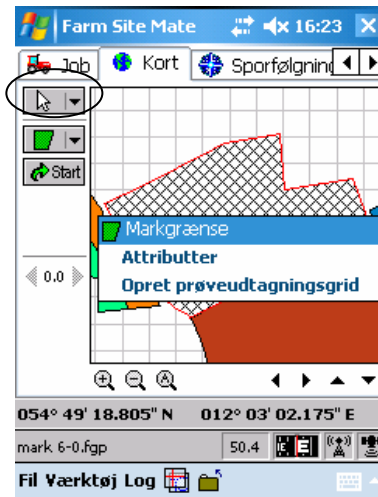 Farm Site Mate 16:23
Job Kort Sporfølgning
Start
Markgrænse
Attributter
Opret prøveudtagningsgrid
0.0
054° 49' 18.805" N 012° 03' 02.175" E
mark 6-0.fgp 50.4
Fil Værktøj Log